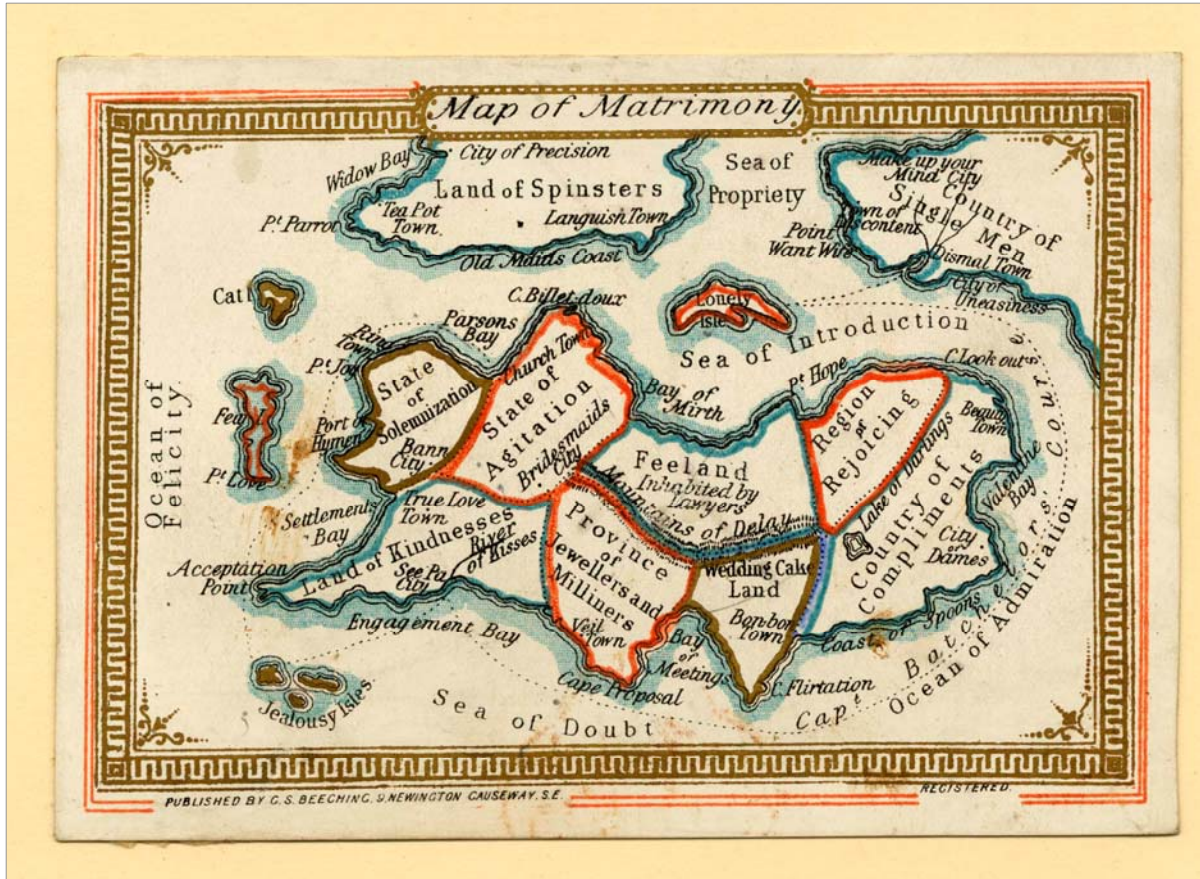 Map of Matrimony
Widow Bay
City of Precision
Land of Spinsters
Tea Pot
Town
Languish Town
Pt. Parrot
Old Maids Coast
Sea of
Propriety
Make up your
Mind City
Country of
Single Men
Town of
Discontent
Point
Want Wife
Dismal Town
City of
Uneasiness
Lonely
Isle
Sea of Introduction
C. Billet-doux
Parsons
Bay
Ring
Town
Pt. Joy
Port of
Hymen
State
of
Solemnization
Bann
City
Church Town
State of
Agitation
Bridesmaids
City
Bay of
Mirth
Pt. Hope
C. Look out
Region
of
Rejoicing
Beauty
Town
Valentine
Bay
Lake of Darlings
Country of
Compliments
City of
Dames
Feeland
Inhabited by
Lawyers
Mountains of Delay
Ocean of
Felicity
Pt. Love
Settlements
Bay
True Love
Town
Land of Kindnesses
River
of Kisses
See Pa
City
Acceptation
Point
Engagement Bay
Province
of
Jewellers and
Milliners
Veil
Town
Wedding Cake
Land
Bon-bon
Town
Bay
of
Meetings
Cape Proposal
C. Flirtation
Coast of Spoons
Capt. Batchelors' Course
Ocean of Admiration
Jealousy Isles
Sea of Doubt
PUBLISHED BY C. S. BEECHING, 9, NEWINGTON CAUSEWAY, S.E.
REGISTERED.